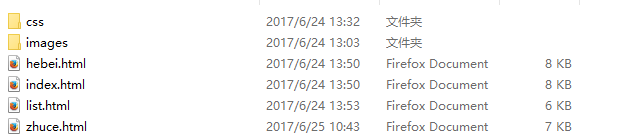 css 2017/6/24 13:32 文件夹
images 2017/6/24 13:03 文件夹
hebei.html 2017/6/24 13:50 Firefox Document 8 KB
index.html 2017/6/24 13:50 Firefox Document 8 KB
list.html 2017/6/24 13:53 Firefox Document 6 KB
zhuce.html 2017/6/25 10:43 Firefox Document 7 KB